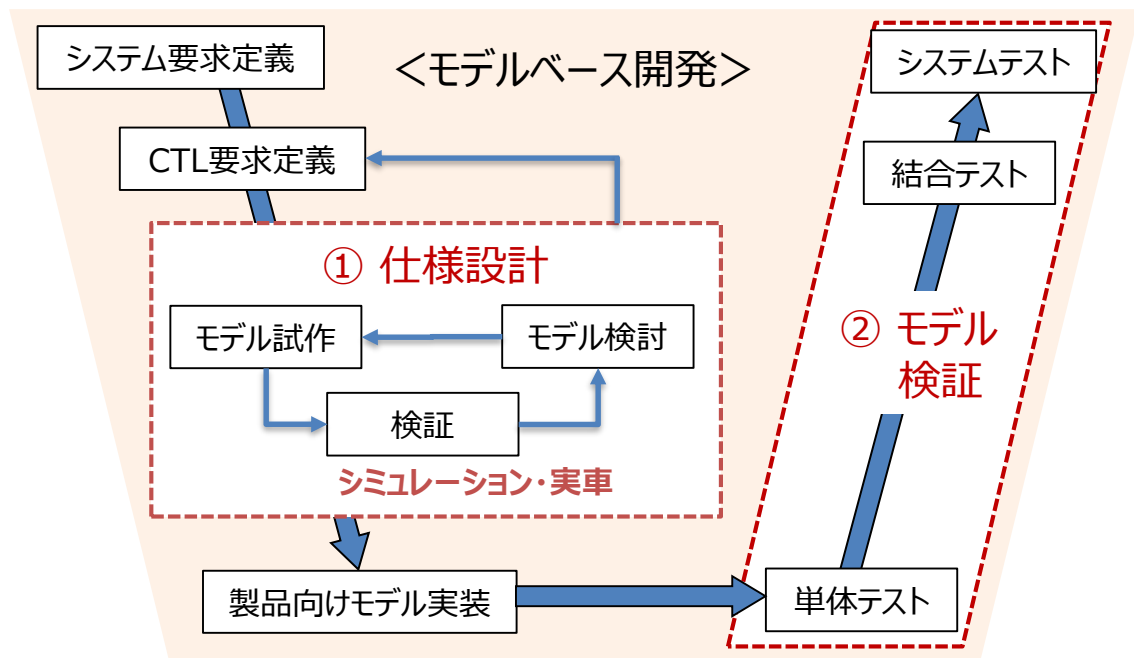 システム要求定義
＜モデルベース開発＞
システムテスト
CTL要求定義
結合テスト
① 仕様設計
モデル試作
モデル検討
検証
シミュレーション・実車
② モデル
検証
製品向けモデル実装
単体テスト